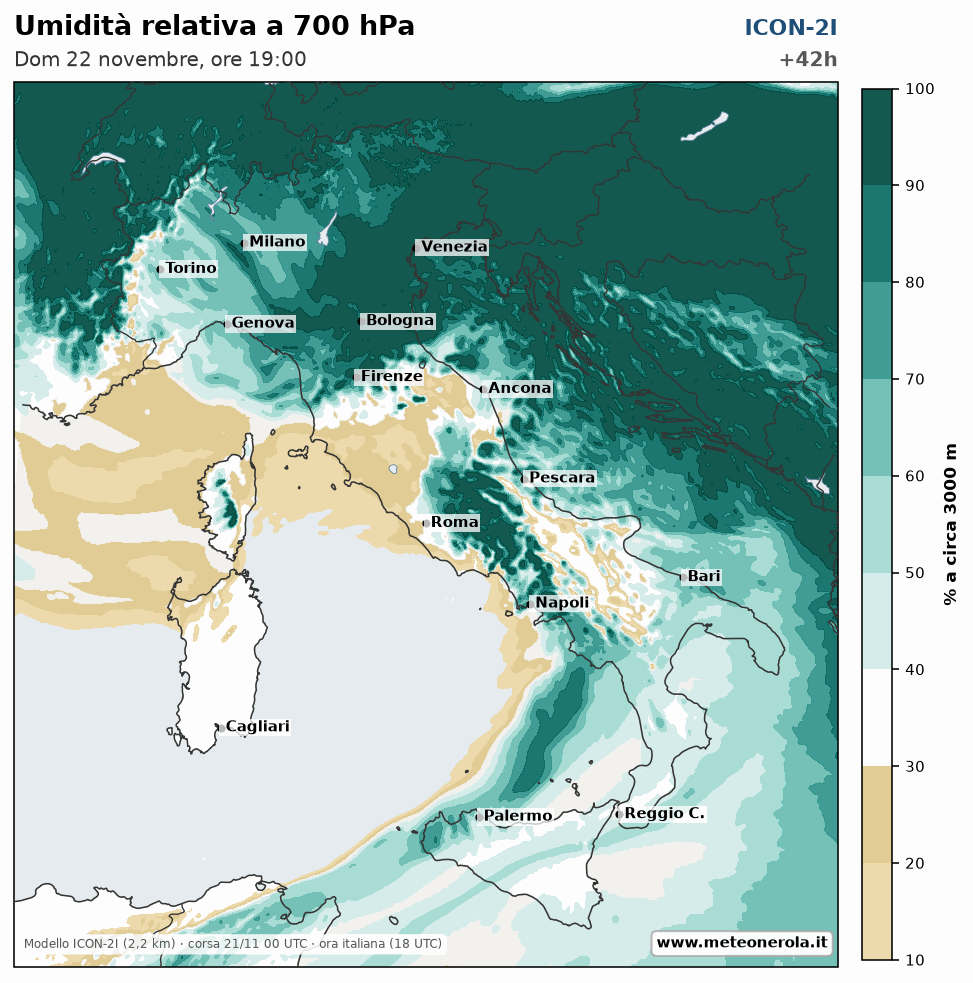 Umidità relativa a 700 hPa
ICON-2I
Dom 22 novembre, ore 19:00
+42h
Milano
Venezia
Torino
Genova
Bologna
Firenze
Ancona
Pescara
Roma
Bari
Napoli
Cagliari
Palermo
Reggio C.
Modello ICON-2I (2,2 km) · corsa 21/11 00 UTC · ora italiana (18 UTC)
www.meteonerola.it
100
90
80
70
60
50
40
30
20
10
% a circa 3000 m